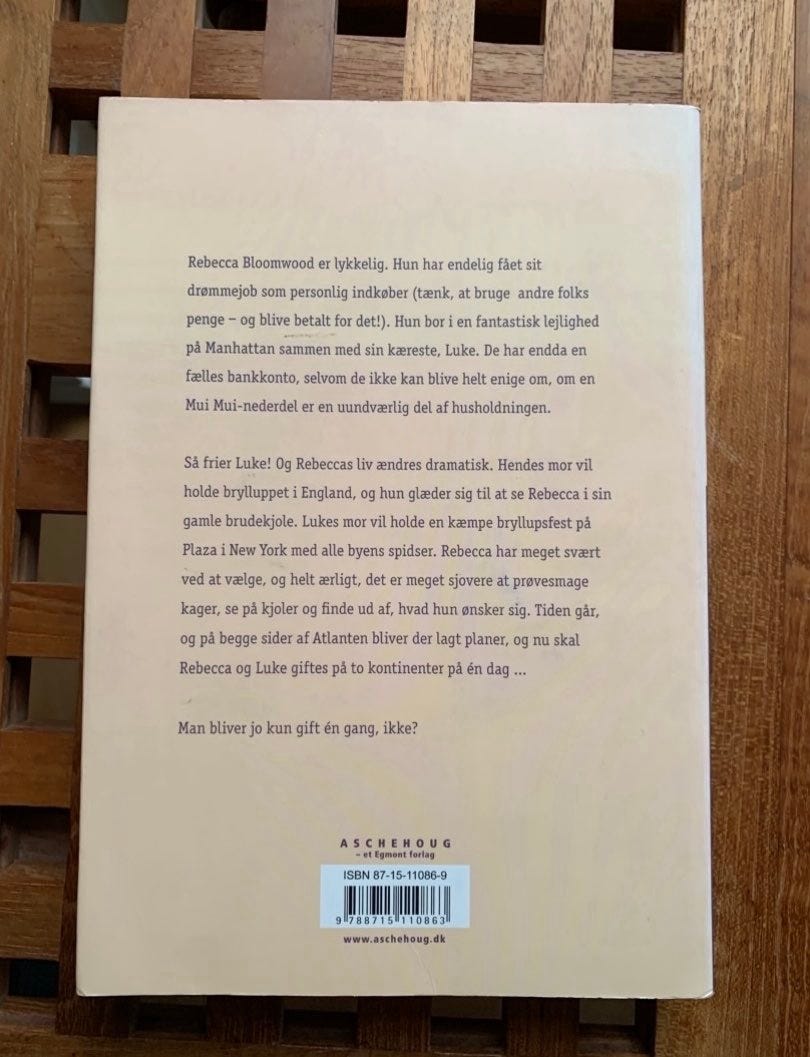 Rebecca Bloomwood er lykkelig. Hun har endelig fået sit
drømmejob som personlig indkøber (tænk, at bruge andre folks
penge – og blive betalt for det!). Hun bor i en fantastisk lejlighed
på Manhattan sammen med sin kæreste, Luke. De har endda en
fælles bankkonto, selvom de ikke kan blive helt enige om, om en
Mui Mui-nederdel er en uundværlig del af husholdningen.
Så frier Luke! Og Rebeccas liv ændres dramatisk. Hendes mor vil
holde brylluppet i England, og hun glæder sig til at se Rebecca i sin
gamle brudekjole. Lukes mor vil holde en kæmpe bryllupsfest på
Plaza i New York med alle byens spidser. Rebecca har meget svært
ved at vælge, og helt ærligt, det er meget sjovere at prøvesmage
kager, se på kjoler og finde ud af, hvad hun ønsker sig. Tiden går,
og på begge sider af Atlanten bliver der lagt planer, og nu skal
Rebecca og Luke giftes på to kontinenter på én dag ...
Man bliver jo kun gift én gang, ikke?
ASCHEHOUG
– et Egmont forlag
ISBN 87-15-11086-9
9 788715 110863
www.aschehoug.dk